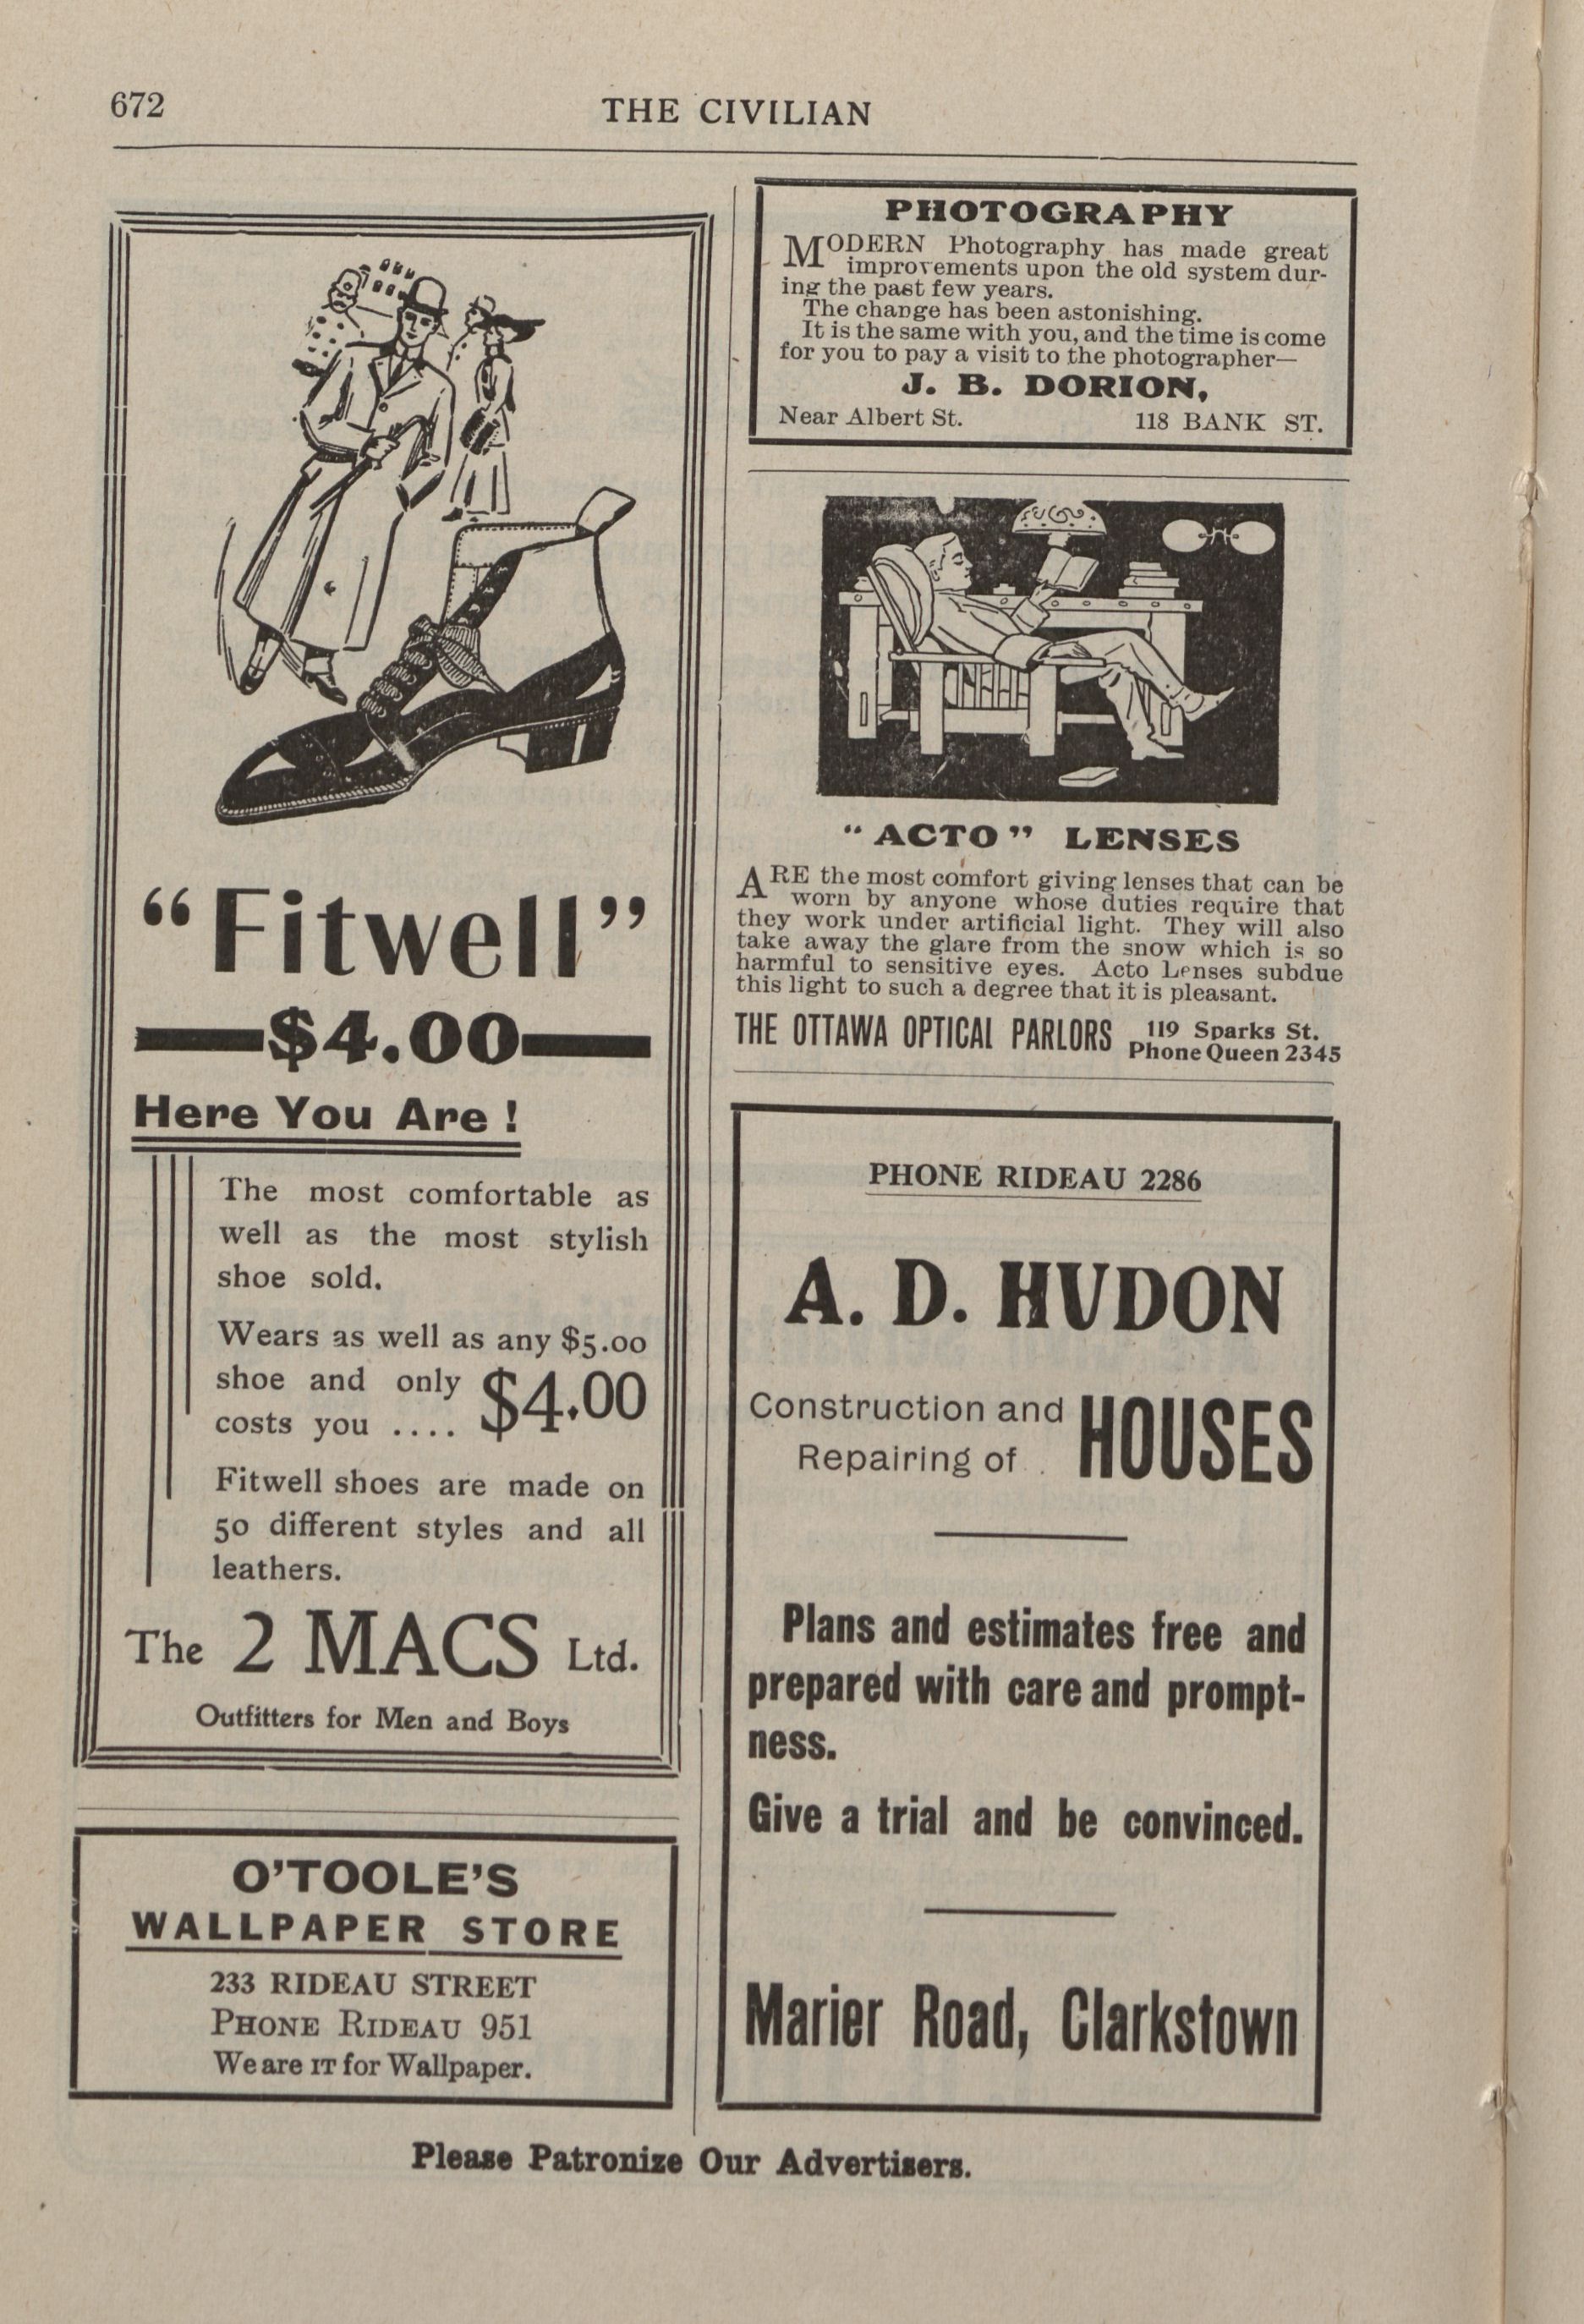 672
THE CIVILIAN
"Fitwell"
$4.00
Here You Are !
The most comfortable as
well as the most stylish
shoe sold.
Wears as well as any $5.00
shoe and only
costs you .... $4.00
Fitwell shoes are made on
50 different styles and all
leathers.
The 2 MACS Ltd.
Outfitters for Men and Boys
O'TOOLE'S
WALLPAPER STORE
233 RIDEAU STREET
PHONE RIDEAU 951
We are IT for Wallpaper.
PHOTOGRAPHY
MODERN Photography has made great
improvements upon the old system dur-
ing the past few years.
The change has been astonishing.
It is the same with you, and the time is come
for you to pay a visit to the photographer—
J. B. DORION,
Near Albert St. 118 BANK ST.
"ACTO" LENSES
ARE the most comfort giving lenses that can be
worn by anyone whose duties require that
they work under artificial light. They will also
take away the glare from the snow which is so
harmful to sensitive eyes. Acto Lenses subdue
this light to such a degree that it is pleasant.
THE OTTAWA OPTICAL PARLORS 119 Sparks St.
Phone Queen 2345
PHONE RIDEAU 2286
A. D. HVDON
Construction and
Repairing of . HOUSES
Plans and estimates free and
prepared with care and prompt-
ness.
Give a trial and be convinced.
Marier Road, Clarkstown
Please Patronize Our Advertisers.